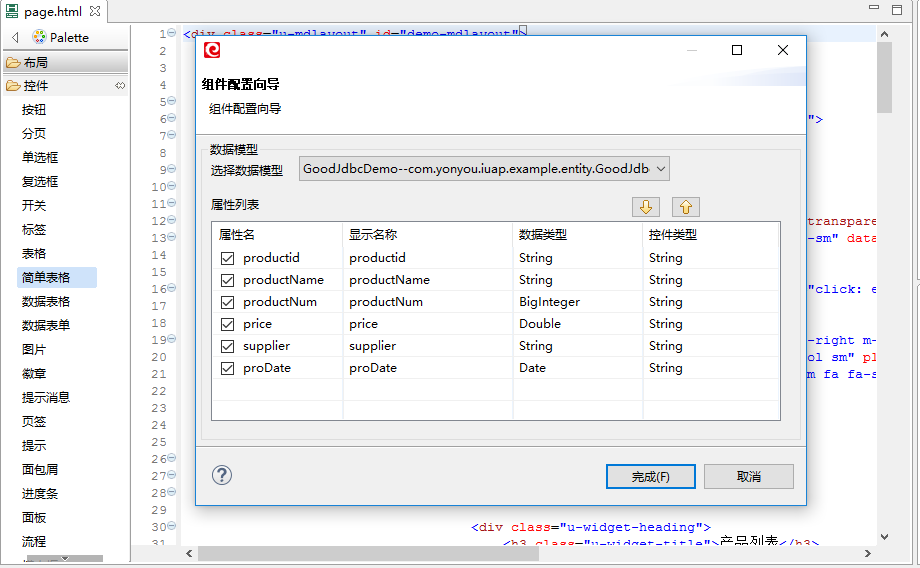 page.html
Palette
布局
控件
按钮
分页
单选框
复选框
开关
标签
表格
简单表格
数据表格
数据表单
图片
徽章
提示消息
页签
提示
面包屑
进度条
面板
流程
1
2
3
4
5
6
7
8
9
10
11
12
13
14
15
16
17
18
19
20
21
22
23
24
25
26
27
28
29
30
31
<div class="u-mdlayout" id="demo-mdlayout">
">
transpare
-sm" data
"click: e
-right m-
ol sm" pl
m fa fa-s
<div class="u-widget-heading">
<h3 class="u-widget-title">产品列表</h3>
组件配置向导
组件配置向导
数据模型
选择数据模型 GoodJdbcDemo--com.yonyou.iuap.example.entity.GoodJdb
属性列表
属性名 显示名称 数据类型 控件类型
productid productid String String
productName productName String String
productNum productNum BigInteger String
price price Double String
supplier supplier String String
proDate proDate Date String
?
完成(F) 取消